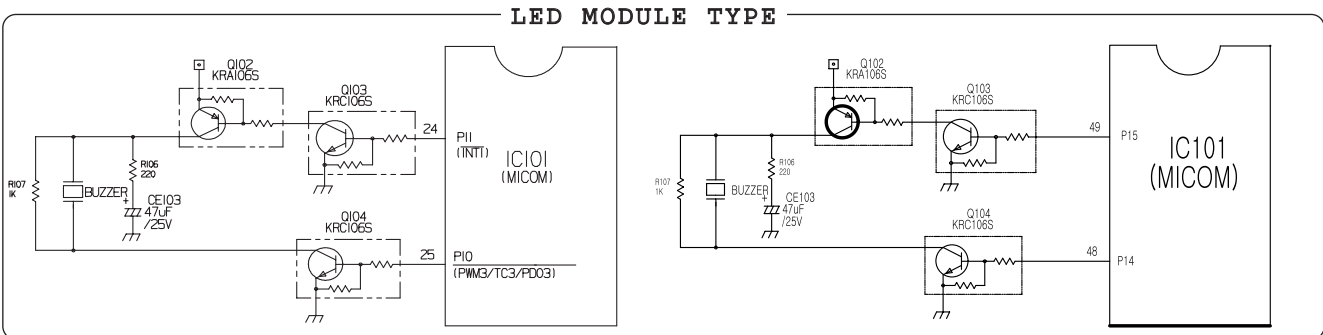 LED MODULE TYPE
Q102
KRA106S
Q103
KRC106S
24
P11
(INT1)
IC101
(MICOM)
R107
1K
BUZZER
R106
220
+
CE103
47uF
/25V
Q104
KRC106S
25
P10
(PWM3/TC3/PDO3)
Q102
KRA106S
Q103
KRC106S
49
P15
IC101
(MICOM)
R107
1K
BUZZER
R106
220
+
CE103
47uF
/25V
Q104
KRC106S
48
P14